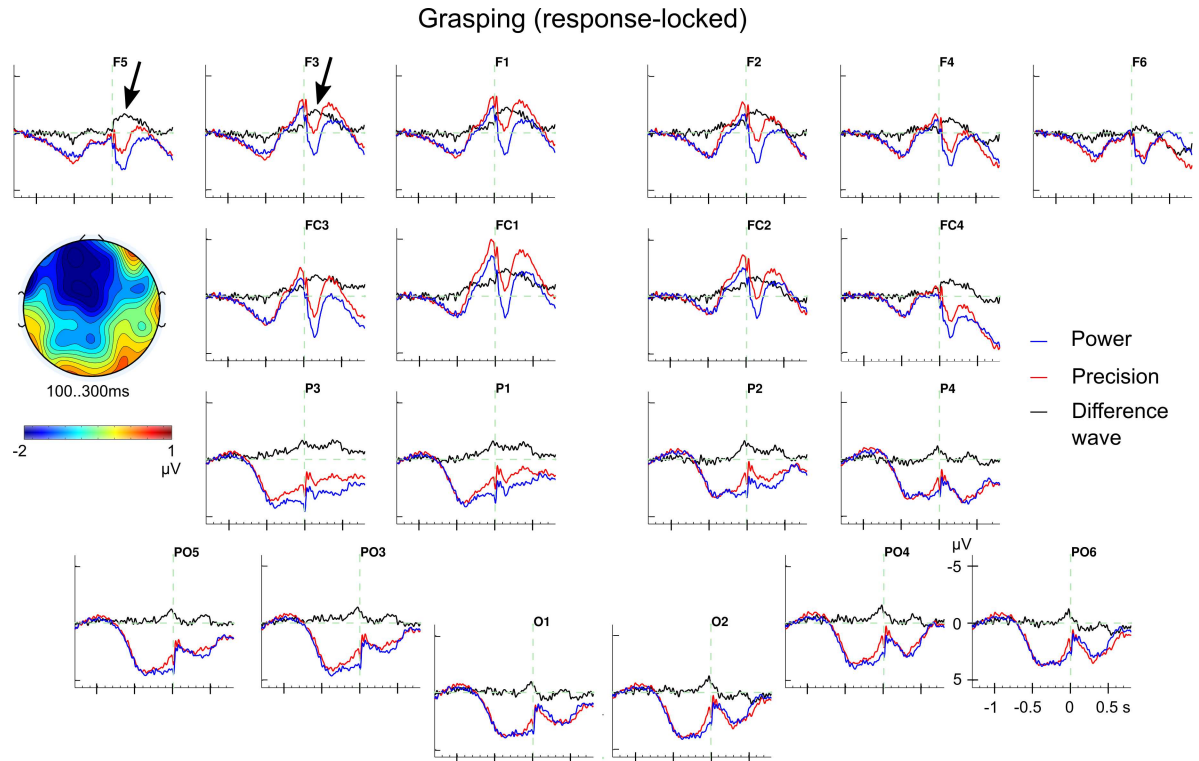 Grasping (response-locked)
F5
F3
F1
F2
F4
F6
FC3
FC1
FC2
FC4
100..300ms
-2
1
µV
Power
Precision
Difference
wave
P3
P1
P2
P4
PO5
PO3
O1
O2
PO4
PO6
µV
-5
0
5
-1
-0.5
0
0.5 s